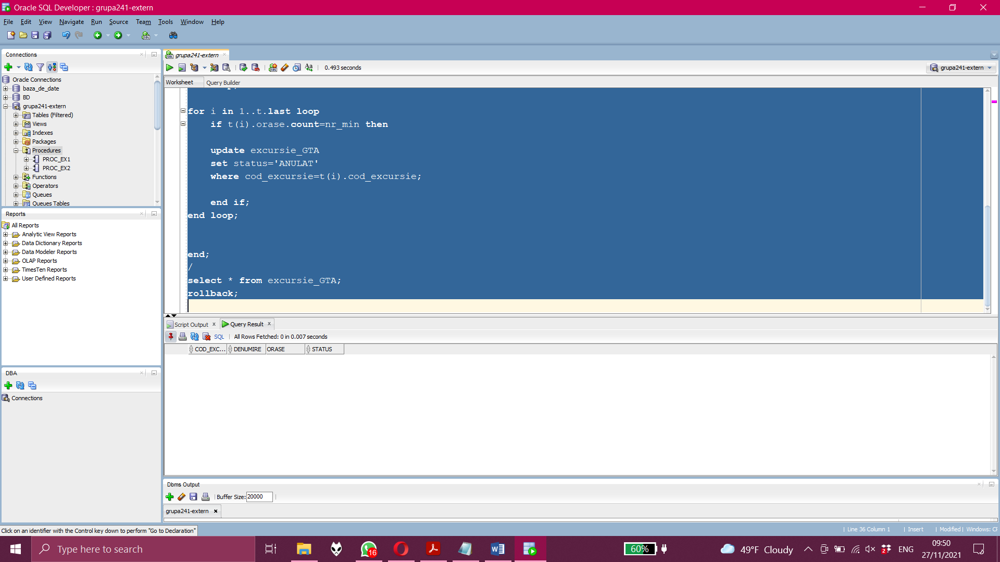 Oracle SQL Developer : grupa241-extern
File Edit View Navigate Run Source Team Tools Window Help
Connections
Oracle Connections
baza_de_date
BD
grupa241-extern
Tables (Filtered)
Views
Indexes
Packages
Procedures
PROC_EX1
PROC_EX2
Functions
Operators
Queues
Queues Tables
Reports
All Reports
Analytic View Reports
Data Dictionary Reports
Data Modeler Reports
OLAP Reports
TimesTen Reports
User Defined Reports
DBA
Connections
grupa241-extern
0.493 seconds
grupa241-extern
Worksheet Query Builder
for i in 1..t.last loop
if t(i).orase.count=nr_min then
update excursie_GTA
set status='ANULAT'
where cod_excursie=t(i).cod_excursie;
end if;
end loop;
end;
/
select * from excursie_GTA;
rollback;
Script Output x Query Result x
SQL All Rows Fetched: 0 in 0.007 seconds
COD_EXC... DENUMIRE ORASE STATUS
Dbms Output
Buffer Size: 20000
grupa241-extern
Click on an identifier with the Control key down to perform "Go to Declaration"
Line 36 Column 1 Insert Modified Windows: CF
Type here to search
16
60%
49°F Cloudy
2
ENG
09:50
27/11/2021